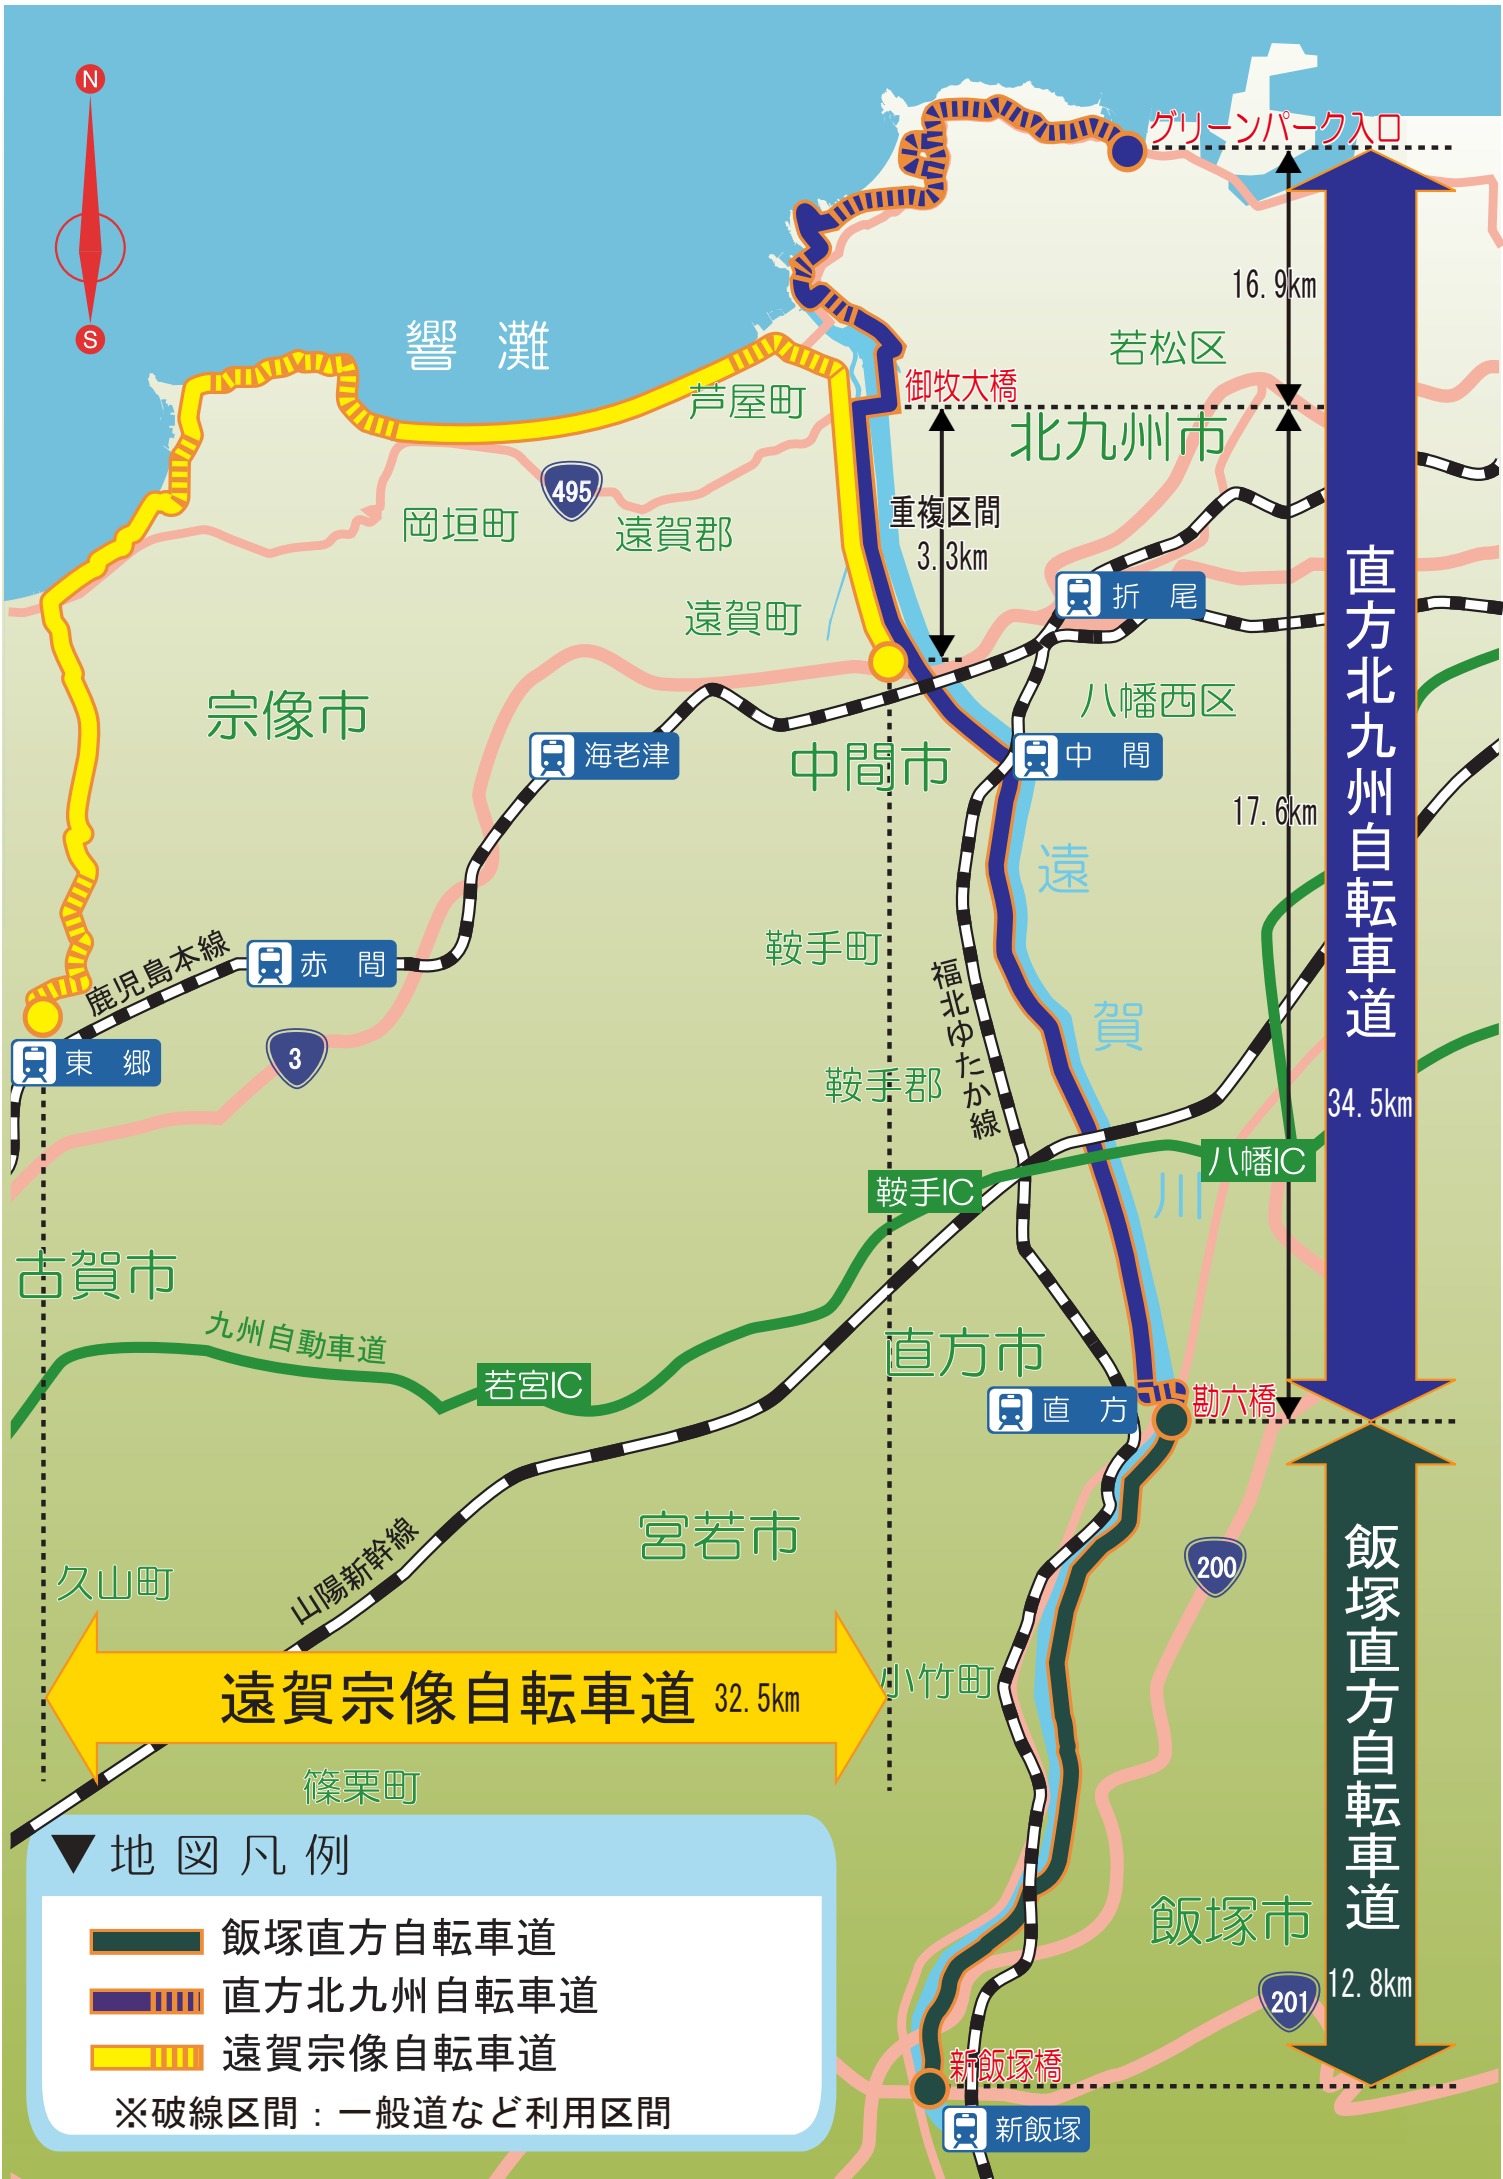 N
S
響 灘
グリーンパーク入口
16.9km
若松区
御牧大橋
芦屋町
北九州市
495
岡垣町
遠賀郡
重複区間
3.3km
折 尾
遠賀町
八幡西区
宗像市
海老津
中間市
中 間
17.6km
直方北九州自転車道
34.5km
遠賀川
鞍手町
鹿児島本線
赤 間
福北ゆたか線
3
東 郷
鞍手郡
八幡IC
鞍手IC
古賀市
九州自動車道
直方市
若宮IC
直 方
勘六橋
宮若市
山陽新幹線
久山町
200
飯塚直方自転車道
12.8km
遠賀宗像自転車道 32.5km
小竹町
篠栗町
飯塚市
201
新飯塚橋
新飯塚
▼地図凡例
飯塚直方自転車道
直方北九州自転車道
遠賀宗像自転車道
※破線区間：一般道など利用区間